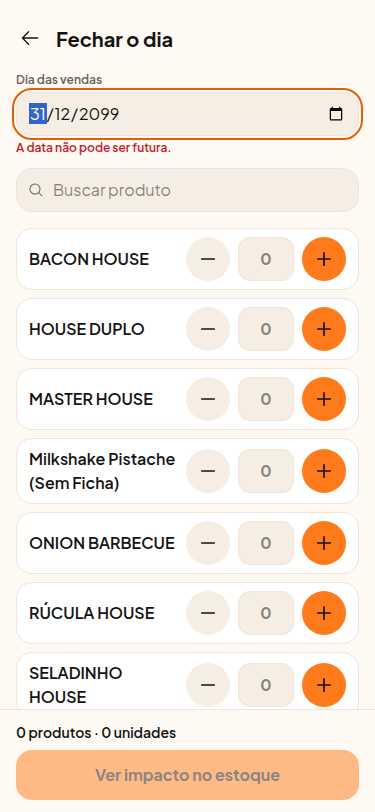 Fechar o dia
Dia das vendas
31/12/2099
A data não pode ser futura.
Buscar produto
BACON HOUSE
0
HOUSE DUPLO
0
MASTER HOUSE
0
Milkshake Pistache
(Sem Ficha)
0
ONION BARBECUE
0
RÚCULA HOUSE
0
SELADINHO
HOUSE
0
0 produtos · 0 unidades
Ver impacto no estoque